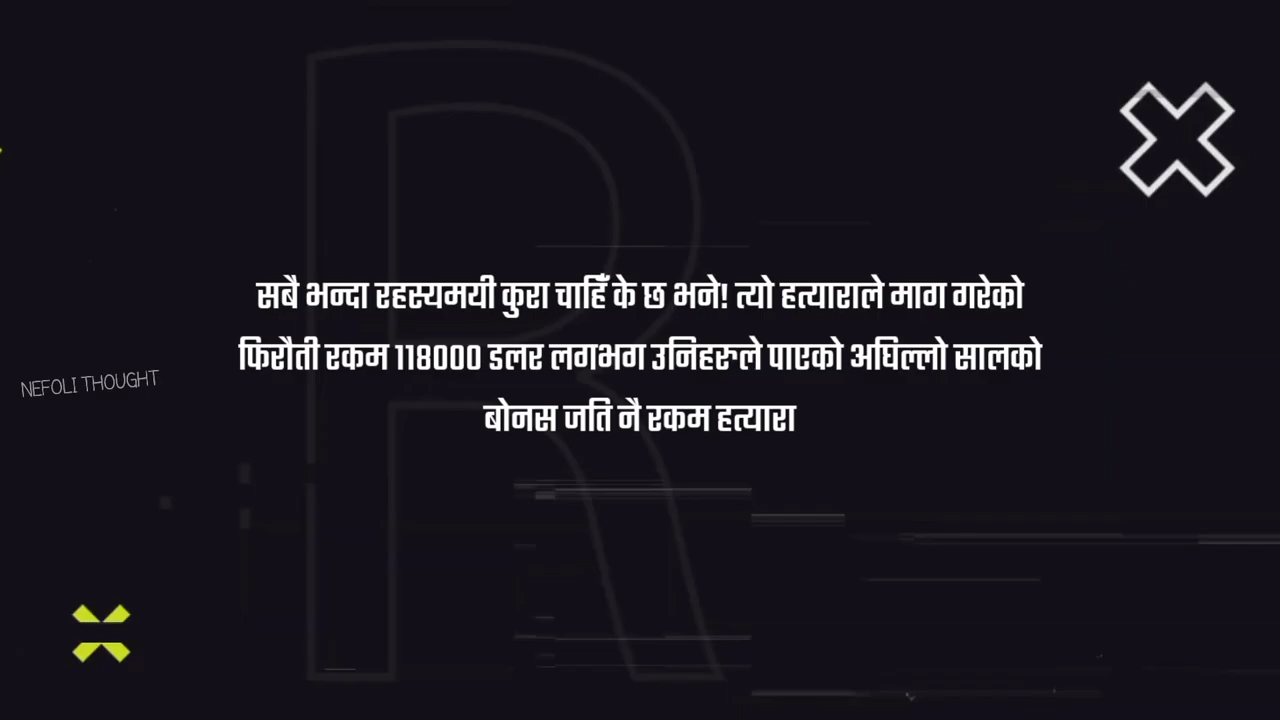 सबै भन्दा रहस्यमयी कुरा चाहिँ के छ भने! त्यो हत्याराले माग गरेको
फिरौती रकम 118000 डलर लगभग उनिहरुले पाएको अघिल्लो सालको
बोनस जति नै रकम हत्यारा
NEFOLI THOUGHT
R